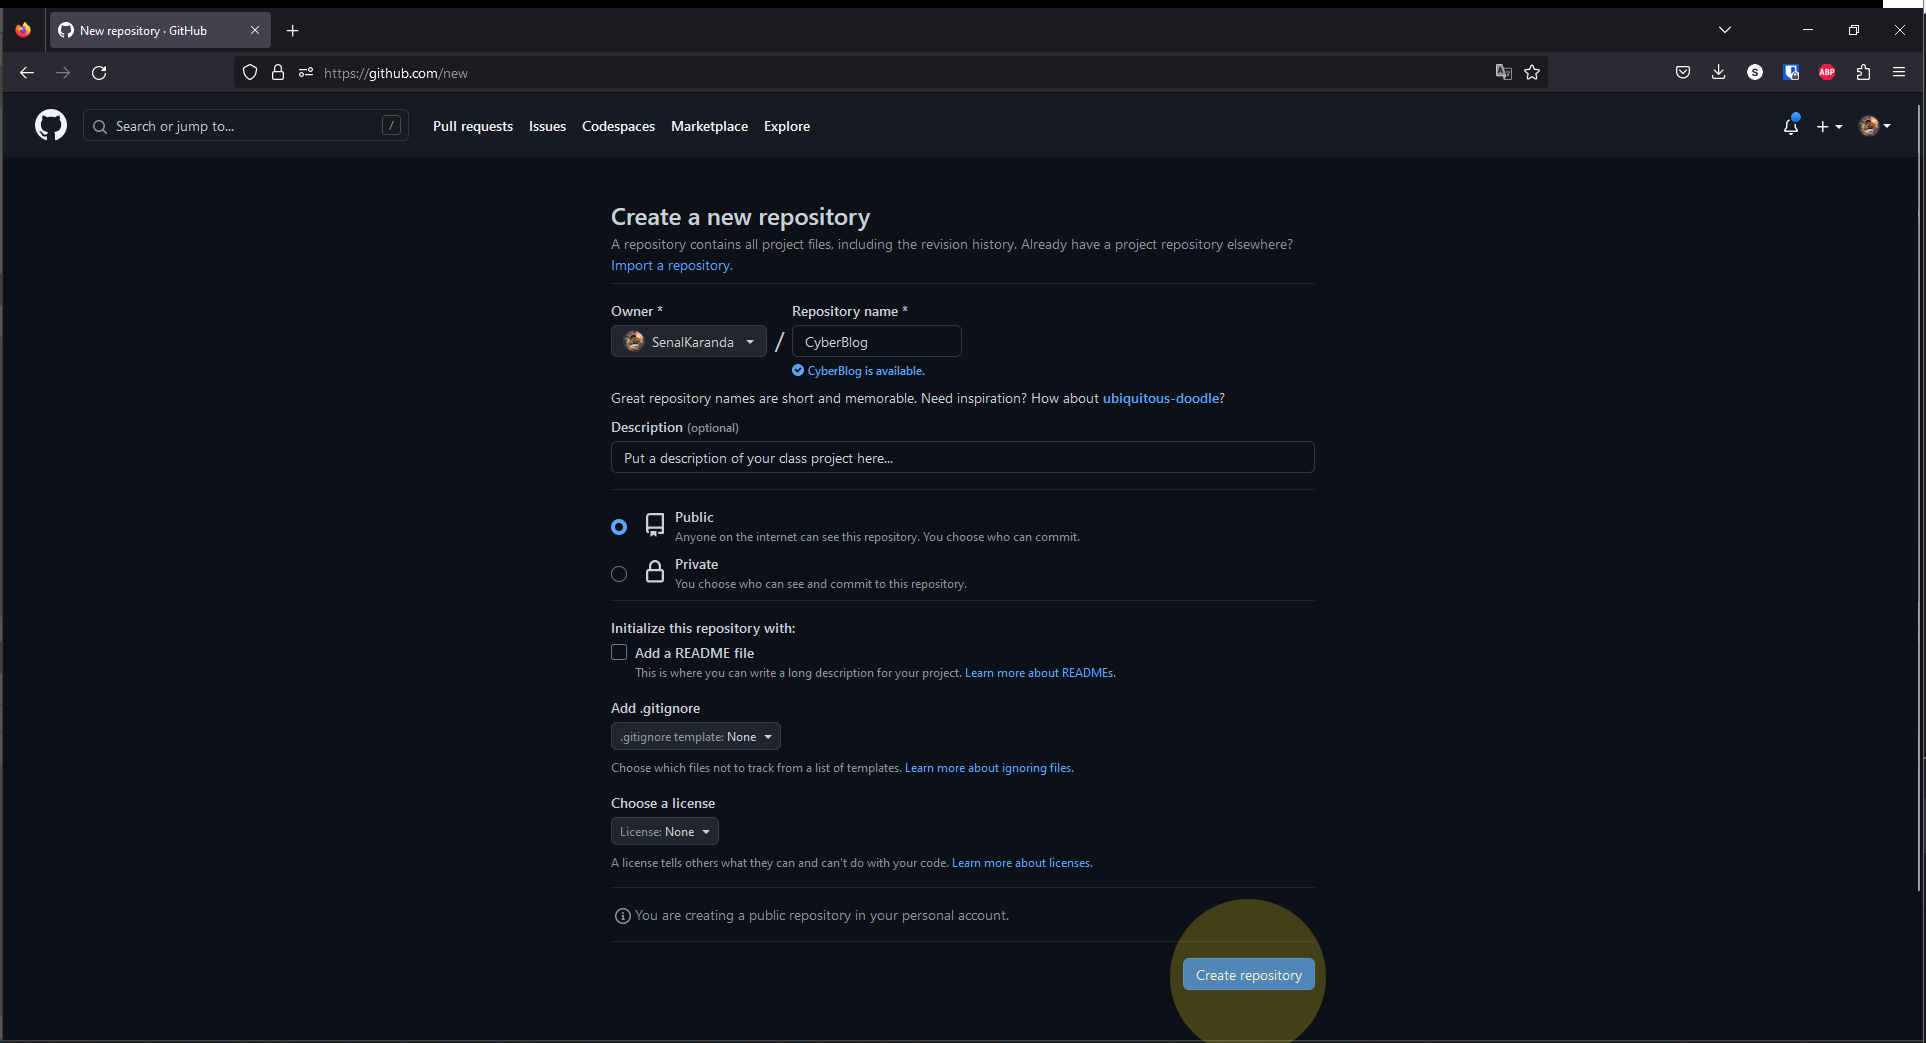 New repository · GitHub
https://github.com/new
S
ABP
Search or jump to...
/
Pull requests
Issues
Codespaces
Marketplace
Explore
Create a new repository
A repository contains all project files, including the revision history. Already have a project repository elsewhere?
Import a repository.
Owner *
Repository name *
SenalKaranda
/
CyberBlog
CyberBlog is available.
Great repository names are short and memorable. Need inspiration? How about ubiquitous-doodle?
Description (optional)
Put a description of your class project here...
Public
Anyone on the internet can see this repository. You choose who can commit.
Private
You choose who can see and commit to this repository.
Initialize this repository with:
Add a README file
This is where you can write a long description for your project. Learn more about READMEs.
Add .gitignore
.gitignore template: None
Choose which files not to track from a list of templates. Learn more about ignoring files.
Choose a license
License: None
A license tells others what they can and can't do with your code. Learn more about licenses.
You are creating a public repository in your personal account.
Create repository